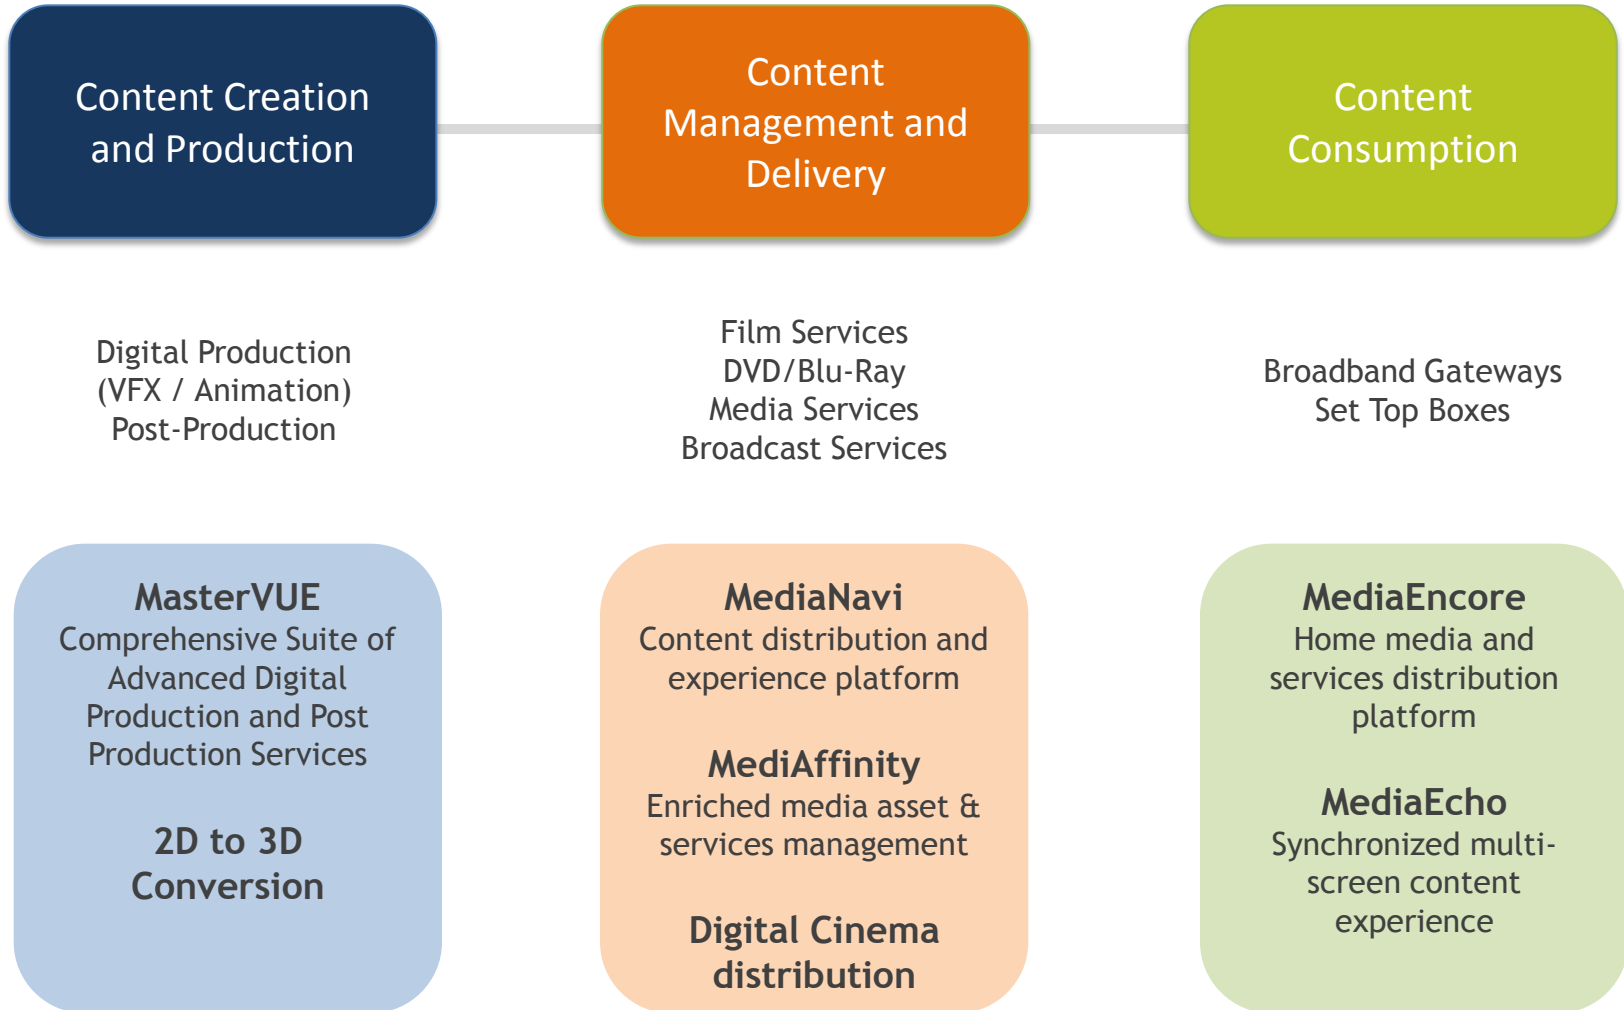 Content Creation
and Production
Content
Management and
Delivery
Content
Consumption
Digital Production
(VFX / Animation)
Post-Production
Film Services
DVD/Blu-Ray
Media Services
Broadcast Services
Broadband Gateways
Set Top Boxes
MasterVUE
Comprehensive Suite of
Advanced Digital
Production and Post
Production Services
2D to 3D
Conversion
MediaNavi
Content distribution and
experience platform
MediAffinity
Enriched media asset &
services management
Digital Cinema
distribution
MediaEncore
Home media and
services distribution
platform
MediaEcho
Synchronized multi-
screen content
experience